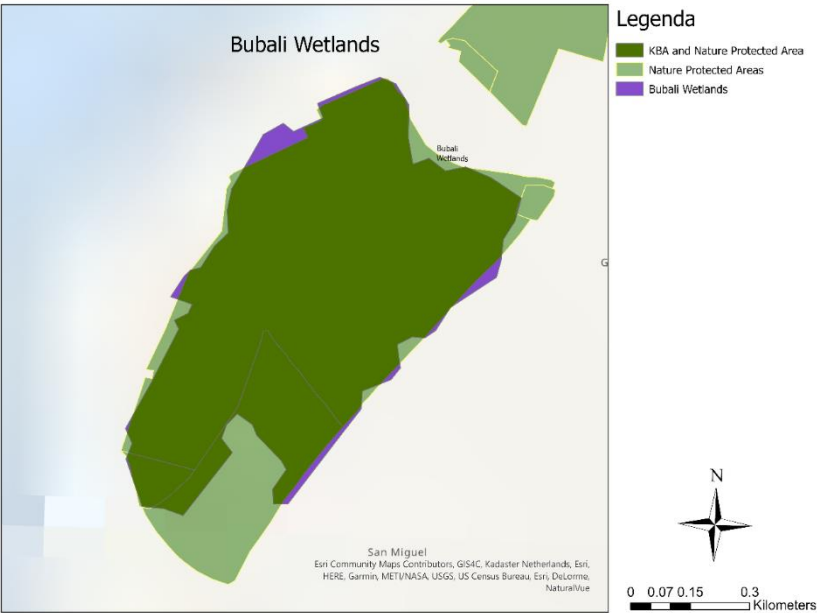 Bubali Wetlands
Legenda
KBA and Nature Protected Area
Nature Protected Areas
Bubali Wetlands
Bubali
Wetlands
G
N
San Miguel
Esri Community Maps Contributors, GIS4C, Kadaster Netherlands, Esri,
HERE, Garmin, METI/NASA, USGS, US Census Bureau, Esri, DeLorme,
NaturalVue
0 0.07 0.15 0.3
Kilometers